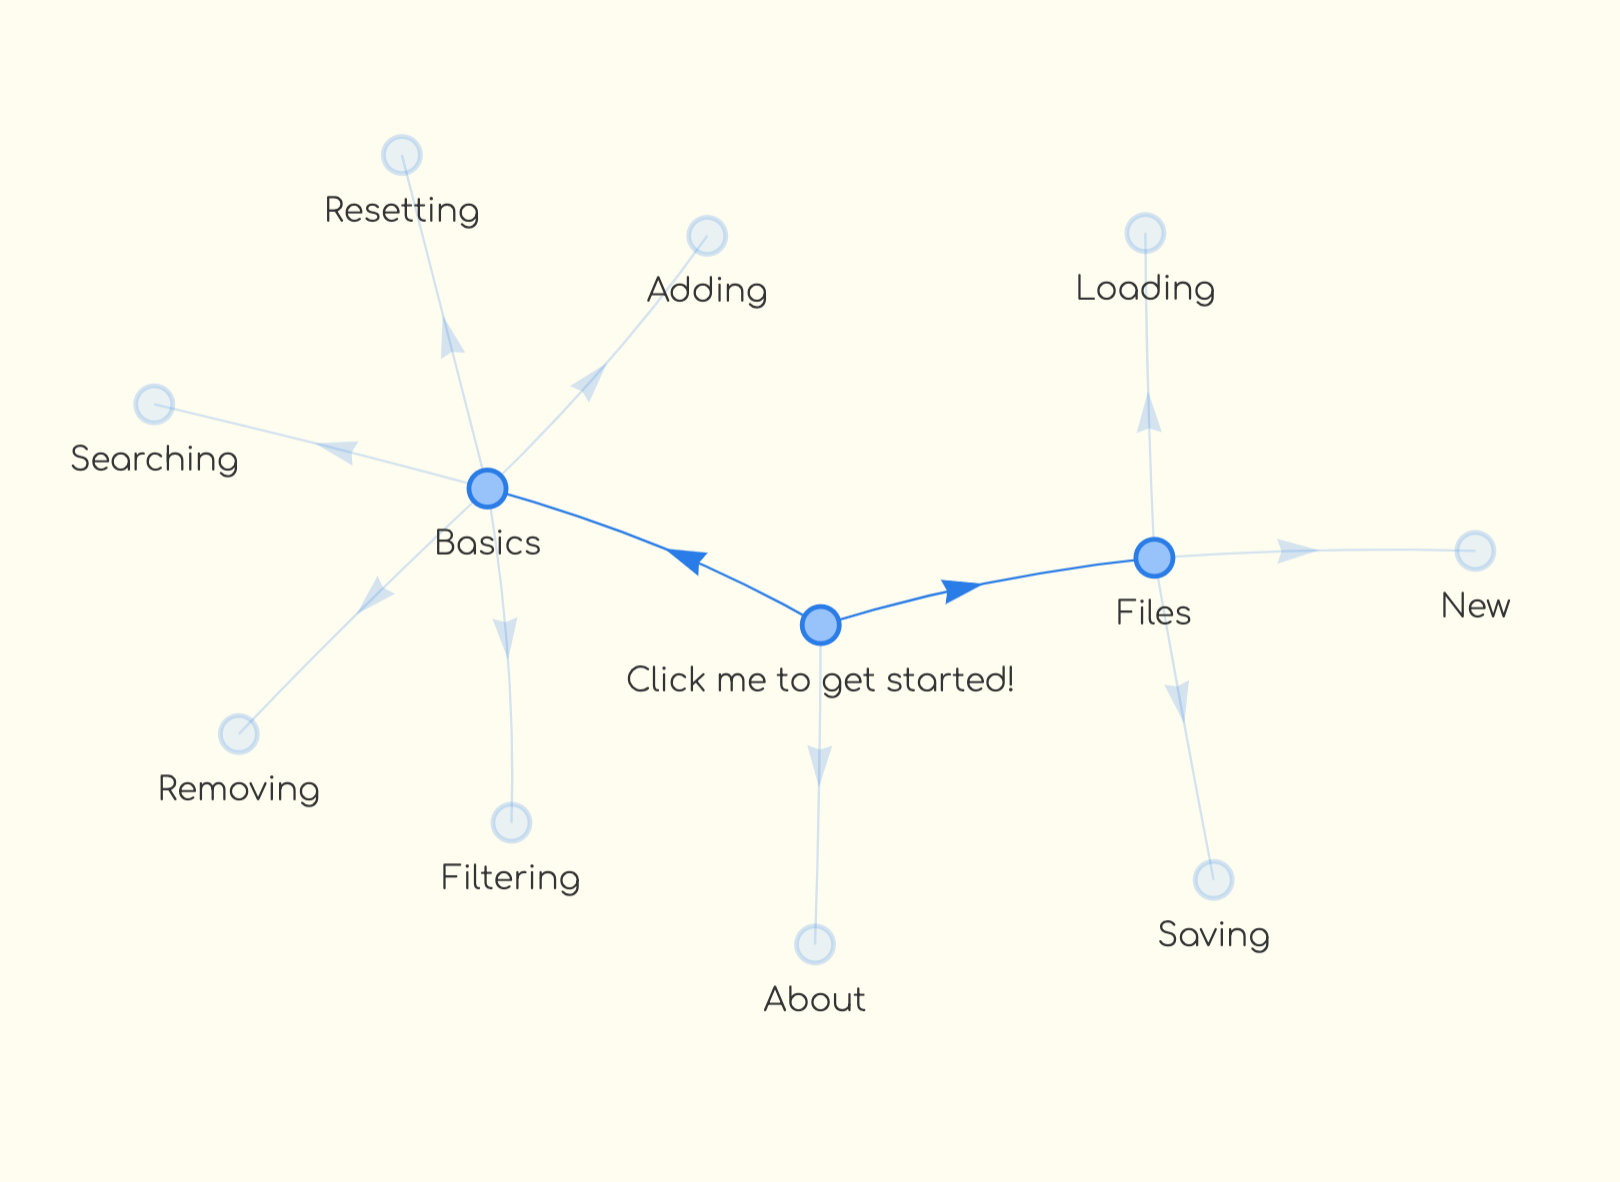 Resetting
Adding
Loading
Searching
Basics
Files
New
Click me to get started!
Removing
Filtering
Saving
About